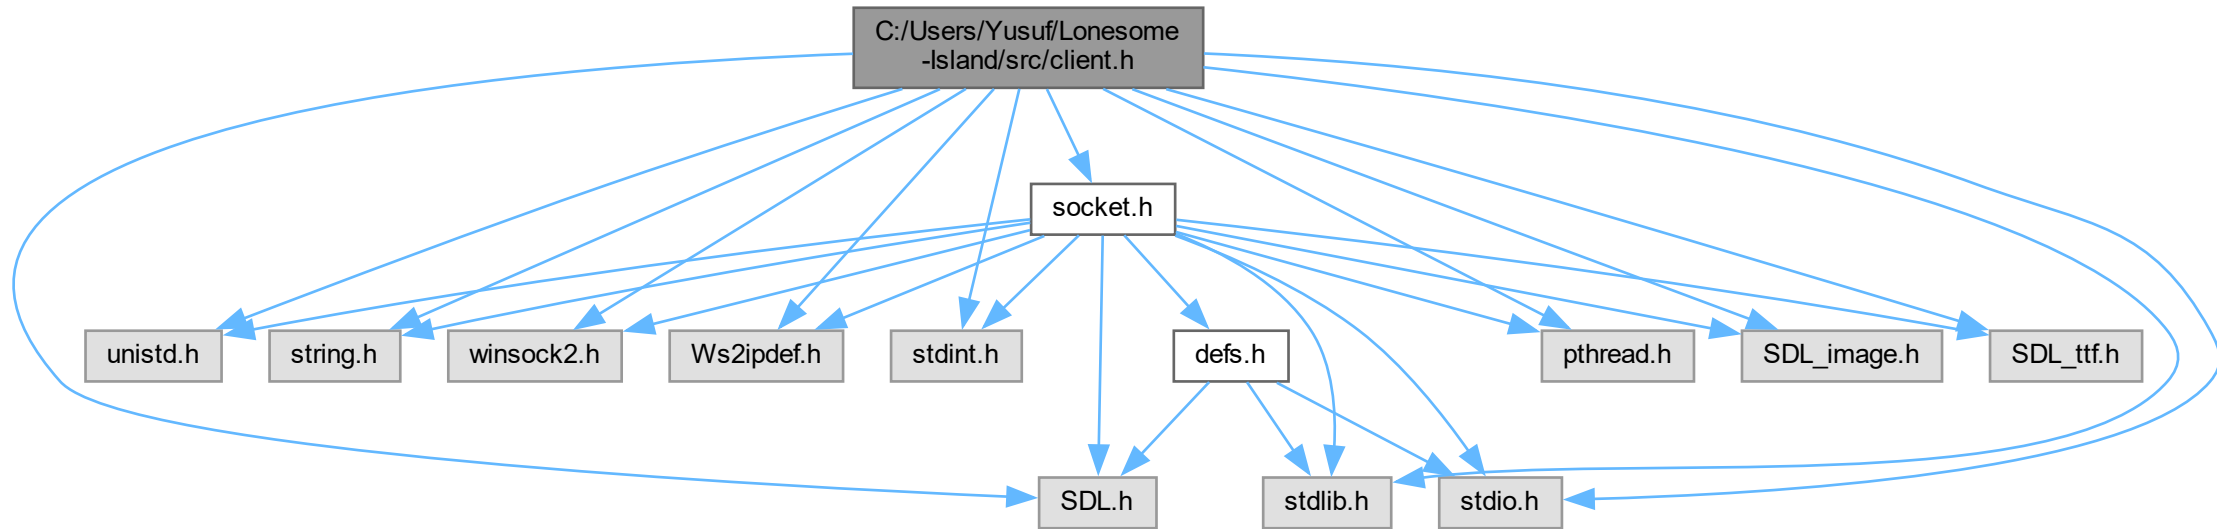 C:/Users/Yusuf/Lonesome
-Island/src/client.h
socket.h
unistd.h
string.h
winsock2.h
Ws2ipdef.h
stdint.h
defs.h
pthread.h
SDL_image.h
SDL_ttf.h
SDL.h
stdlib.h
stdio.h